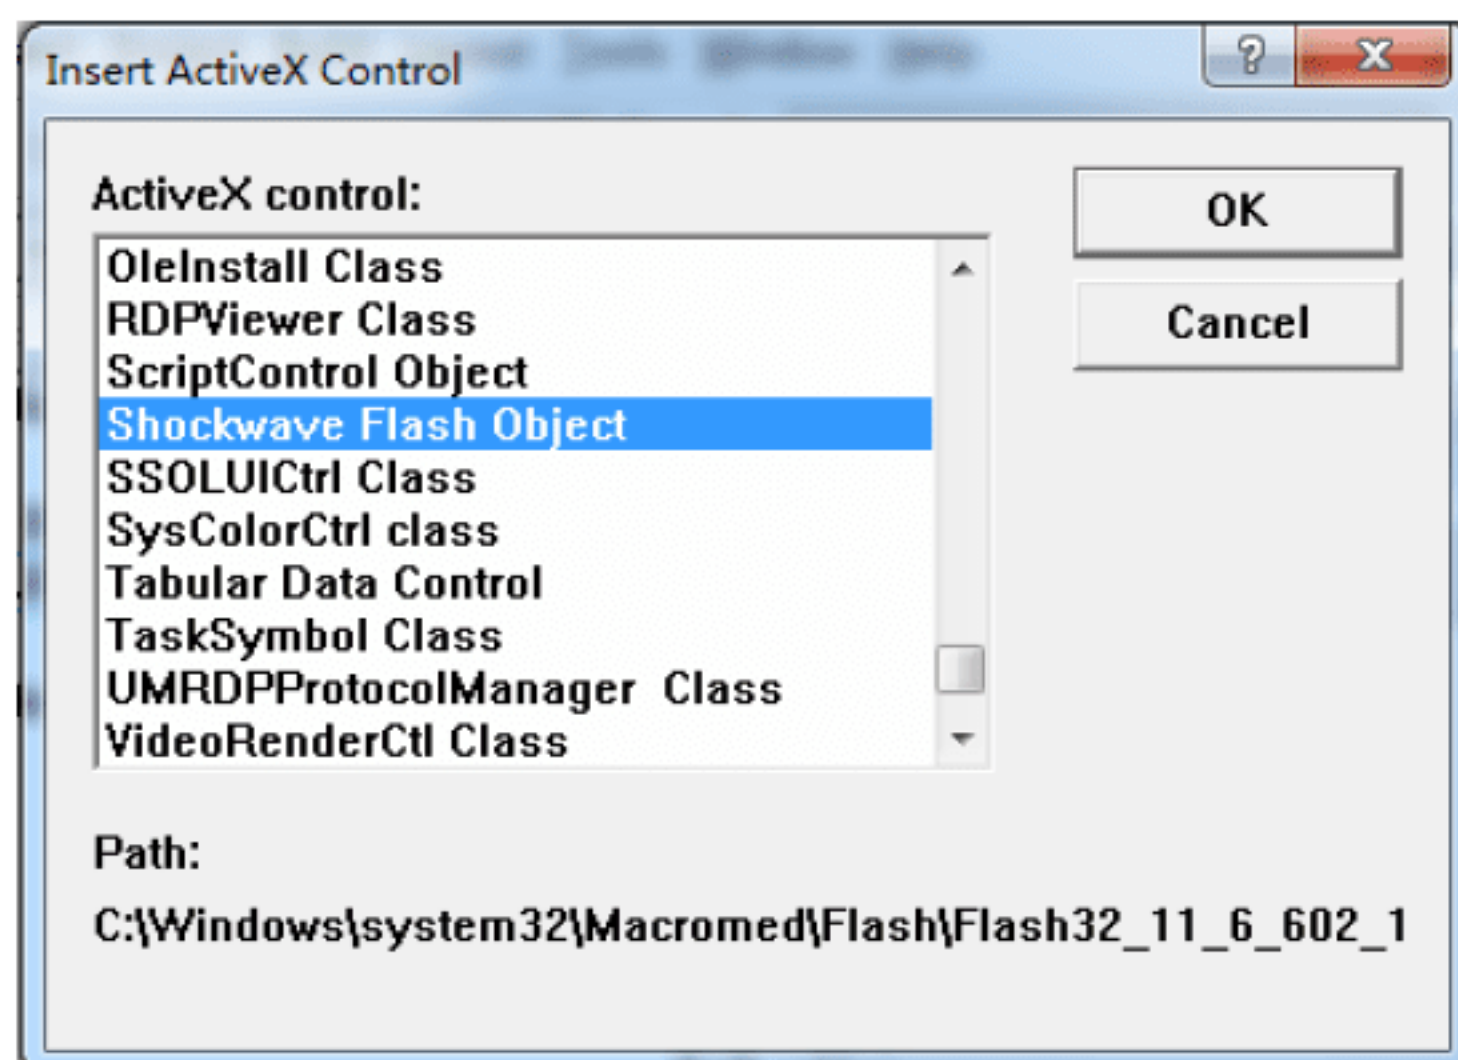 Insert ActiveX Control
ActiveX control:
OK
Cancel
OleInstall Class
RDPViewer Class
ScriptControl Object
Shockwave Flash Object
SSOLUICtrl Class
SysColorCtrl class
Tabular Data Control
TaskSymbol Class
UMRDPProtocolManager  Class
VideoRenderCtl Class
Path:
C:\Windows\system32\Macromed\Flash\Flash32_11_6_602_1